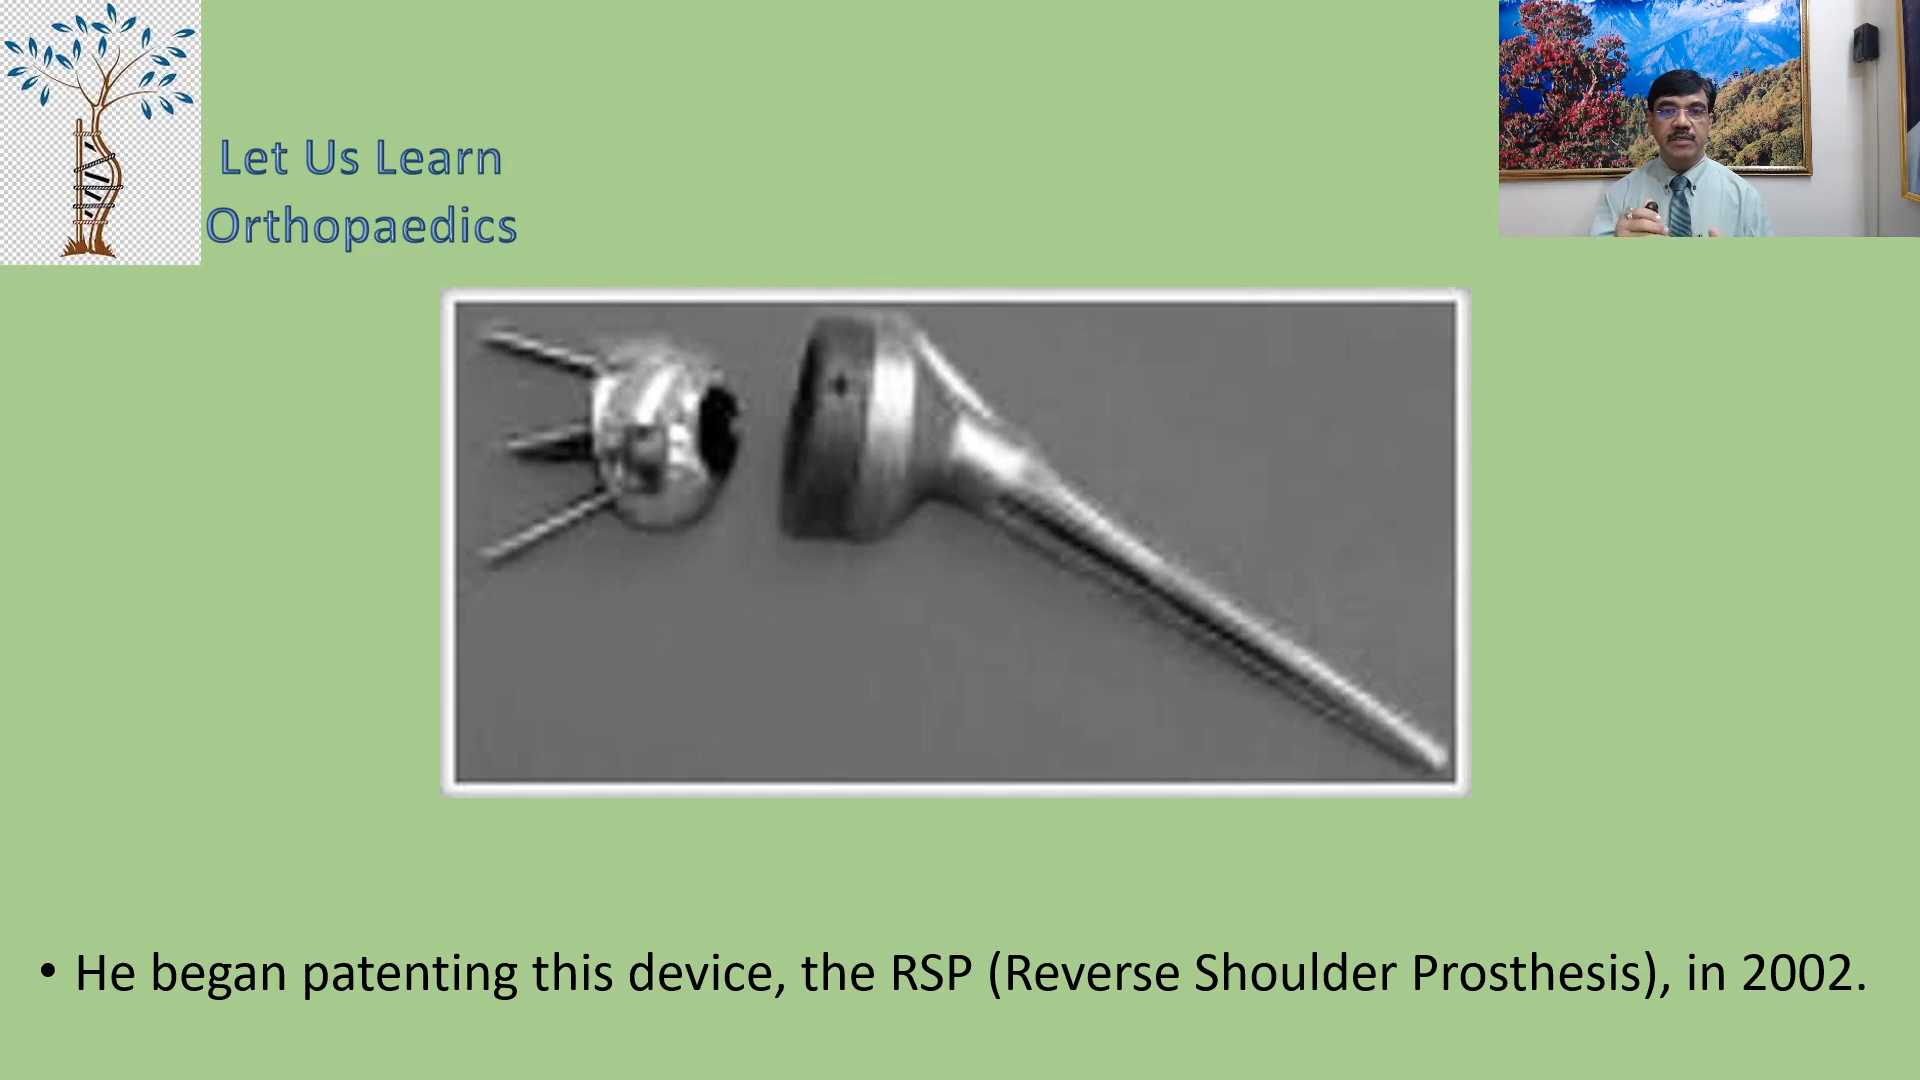 Let Us Learn
Orthopaedics
• He began patenting this device, the RSP (Reverse Shoulder Prosthesis), in 2002.